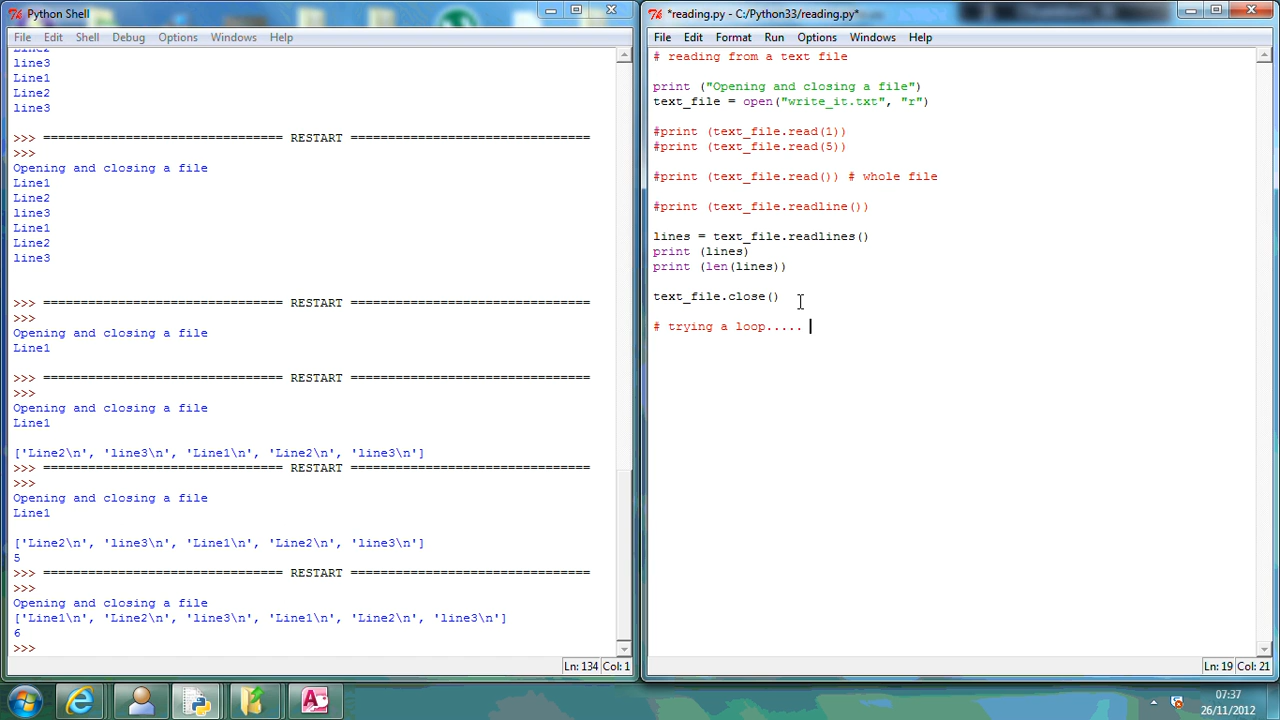 Python Shell
File Edit Shell Debug Options Windows Help
Line2
line3
Line1
Line2
line3
>>> ================================ RESTART ================================
>>>
Opening and closing a file
Line1
Line2
line3
Line1
Line2
line3
>>> ================================ RESTART ================================
>>>
Opening and closing a file
Line1
>>> ================================ RESTART ================================
>>>
Opening and closing a file
Line1
['Line2\n', 'line3\n', 'Line1\n', 'Line2\n', 'line3\n']
>>> ================================ RESTART ================================
>>>
Opening and closing a file
Line1
['Line2\n', 'line3\n', 'Line1\n', 'Line2\n', 'line3\n']
5
>>> ================================ RESTART ================================
>>>
Opening and closing a file
['Line1\n', 'Line2\n', 'line3\n', 'Line1\n', 'Line2\n', 'line3\n']
6
>>>
Ln: 134 Col: 1
*reading.py - C:/Python33/reading.py*
File Edit Format Run Options Windows Help
# reading from a text file
print ("Opening and closing a file")
text_file = open("write_it.txt", "r")
#print (text_file.read(1))
#print (text_file.read(5))
#print (text_file.read()) # whole file
#print (text_file.readline())
lines = text_file.readlines()
print (lines)
print (len(lines))
text_file.close()
# trying a loop.....
Ln: 19 Col: 21
07:37
26/11/2012